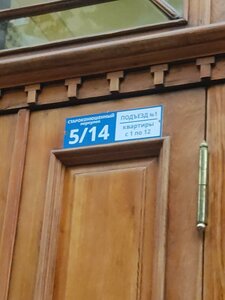 СТАРОКОНЮШЕННЫЙ
переулок
5/14
ПОДЪЕЗД №1
квартиры
с 1 по 12